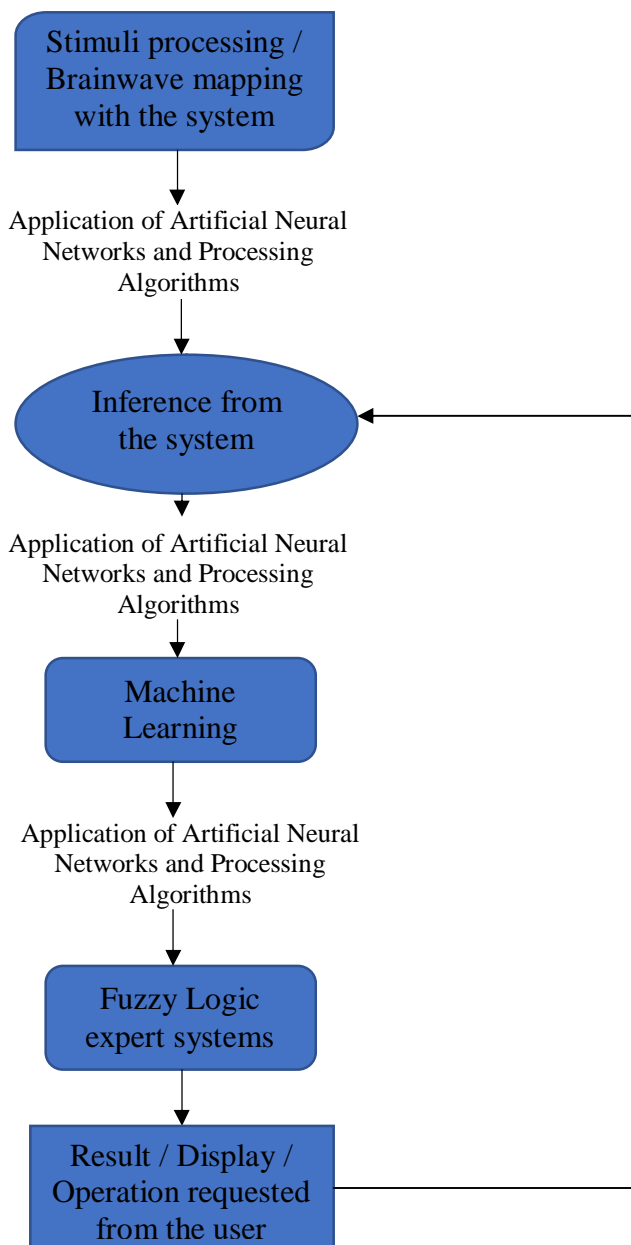 Stimuli processing /
Brainwave mapping
with the system
Application of Artificial Neural
Networks and Processing
Algorithms
Inference from
the system
Application of Artificial Neural
Networks and Processing
Algorithms
Machine
Learning
Application of Artificial Neural
Networks and Processing
Algorithms
Fuzzy Logic
expert systems
Result / Display /
Operation requested
from the user